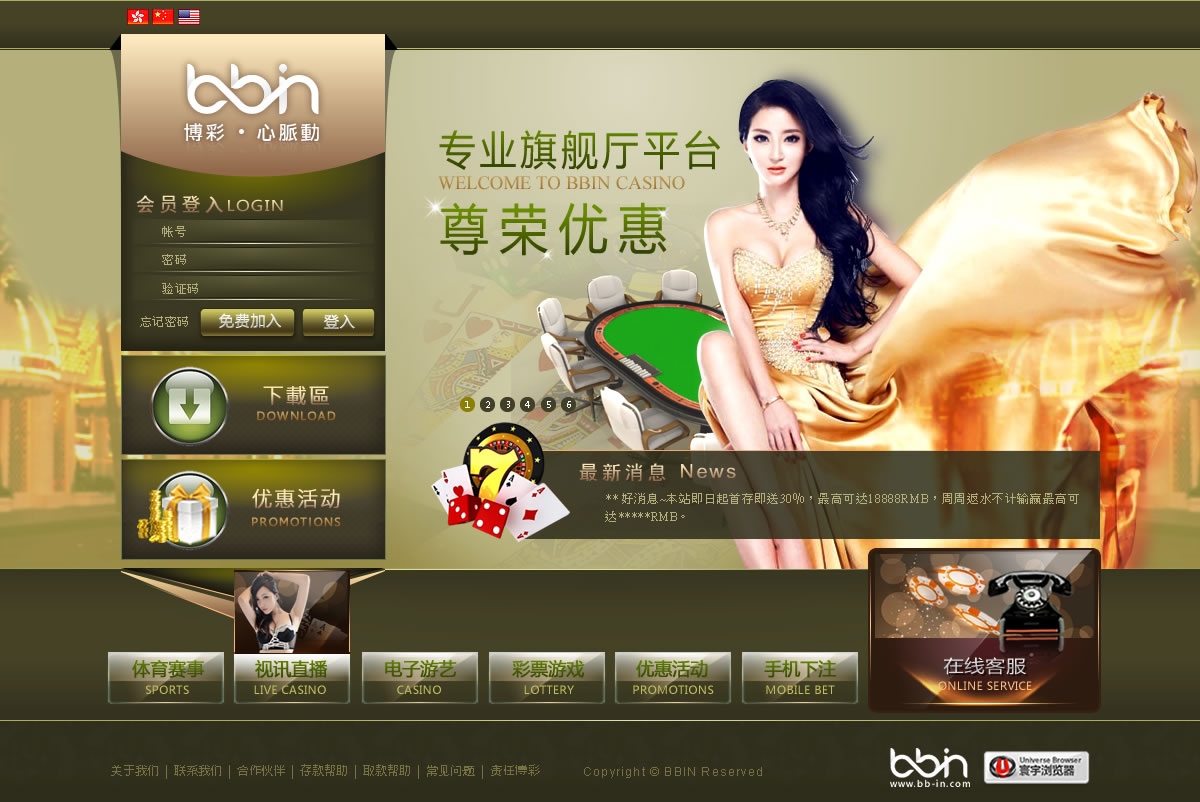 bbin
博彩·心脈動
专业旗舰厅平台
WELCOME TO BBIN CASINO
尊荣优惠
会员登入LOGIN
帐号
密码
验证码
忘记密码
免费加入
登入
下載區
DOWNLOAD
优惠活动
PROMOTIONS
1 2 3 4 5 6
7
最新消息 News
**好消息~本站即日起首存即送30%，最高可达18888RMB，周周返水不计输赢最高可
达*****RMB。
体育赛事
SPORTS
视讯直播
LIVE CASINO
电子游艺
CASINO
彩票游戏
LOTTERY
优惠活动
PROMOTIONS
手机下注
MOBILE BET
在线客服
ONLINE SERVICE
关于我们 | 联系我们 | 合作伙伴 | 存款帮助 | 取款帮助 | 常见问题 | 责任博彩
Copyright © BBIN Reserved
bbin
www.bb-in.com
Universe Browser
寰宇浏览器